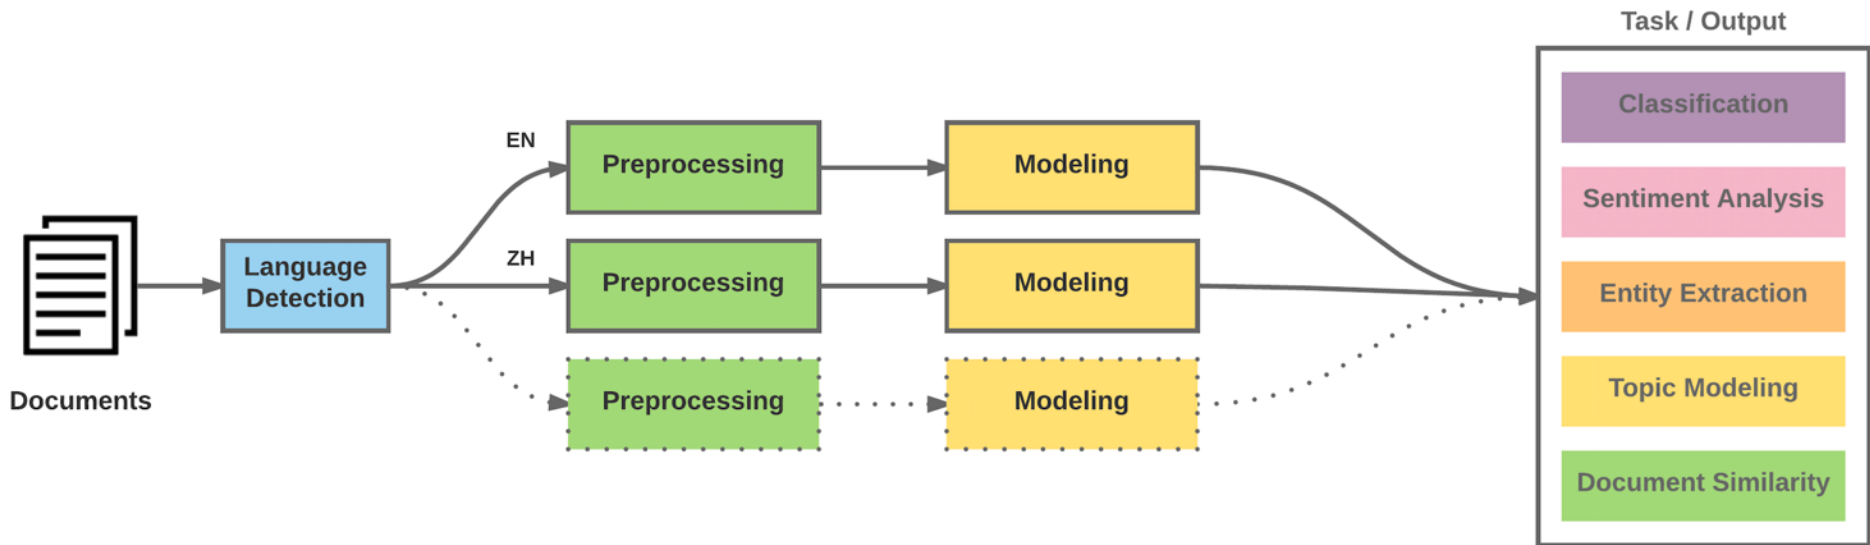 Task / Output
Classification
EN
Preprocessing
Modeling
Sentiment Analysis
Language
Detection
ZH
Preprocessing
Modeling
Entity Extraction
Documents
Preprocessing
Modeling
Topic Modeling
Document Similarity